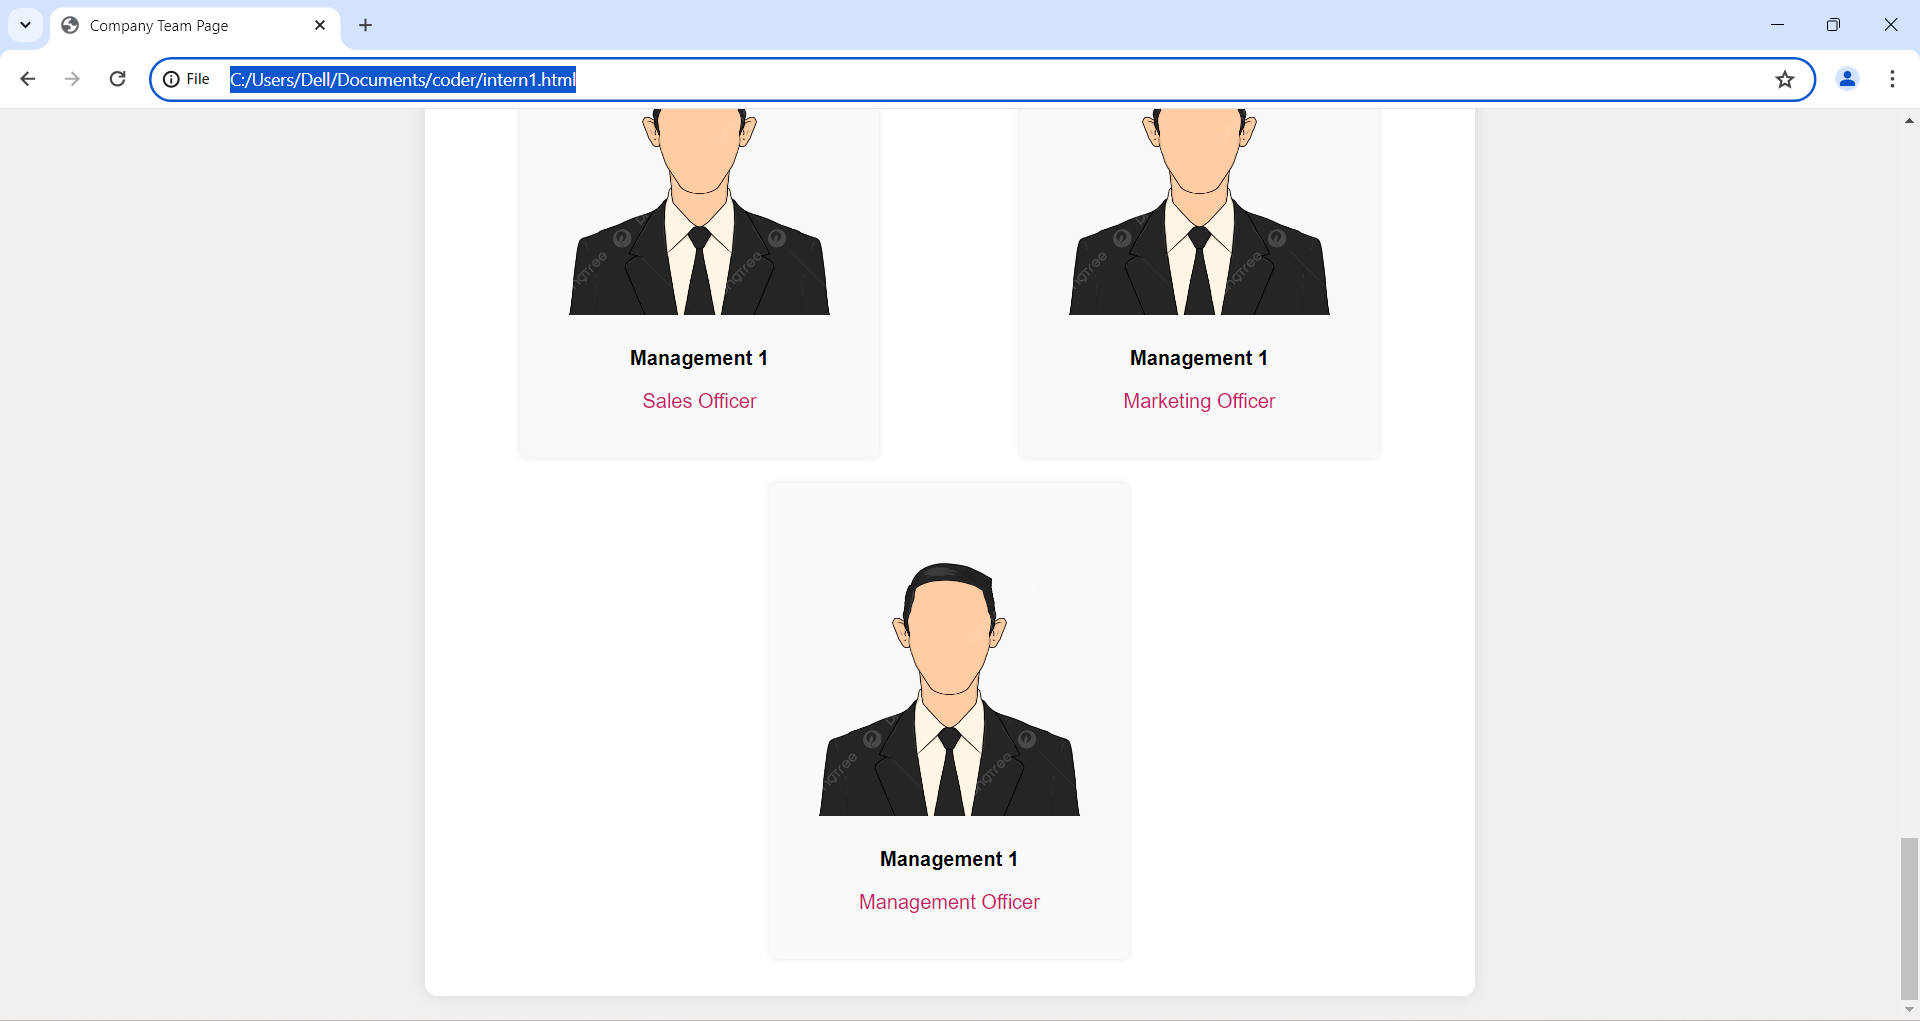 Company Team Page
File C:/Users/Dell/Documents/coder/intern1.html
Management 1
Management 1
Sales Officer
Marketing Officer
Management 1
Management Officer